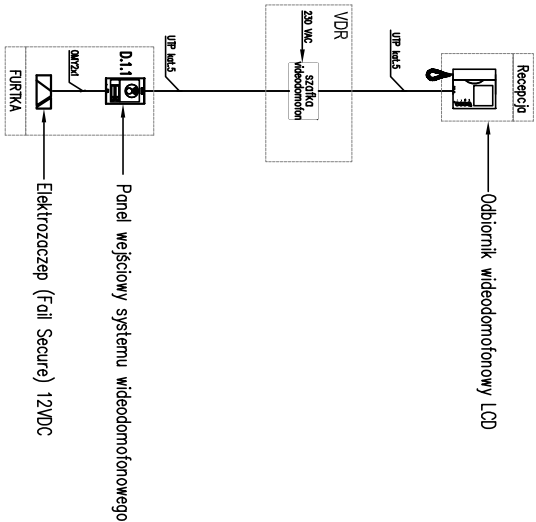 Recepcja
UTP kat.5
Odbiornik wideodomofonowy LCD
VDR
230 VAC
szafka
wideodomofon
UTP kat.5
D.1.1
OMY2x1
FURTKA
Panel wejściowy systemu wideodomofonowego
Elektrozaczep (Fail Secure) 12VDC